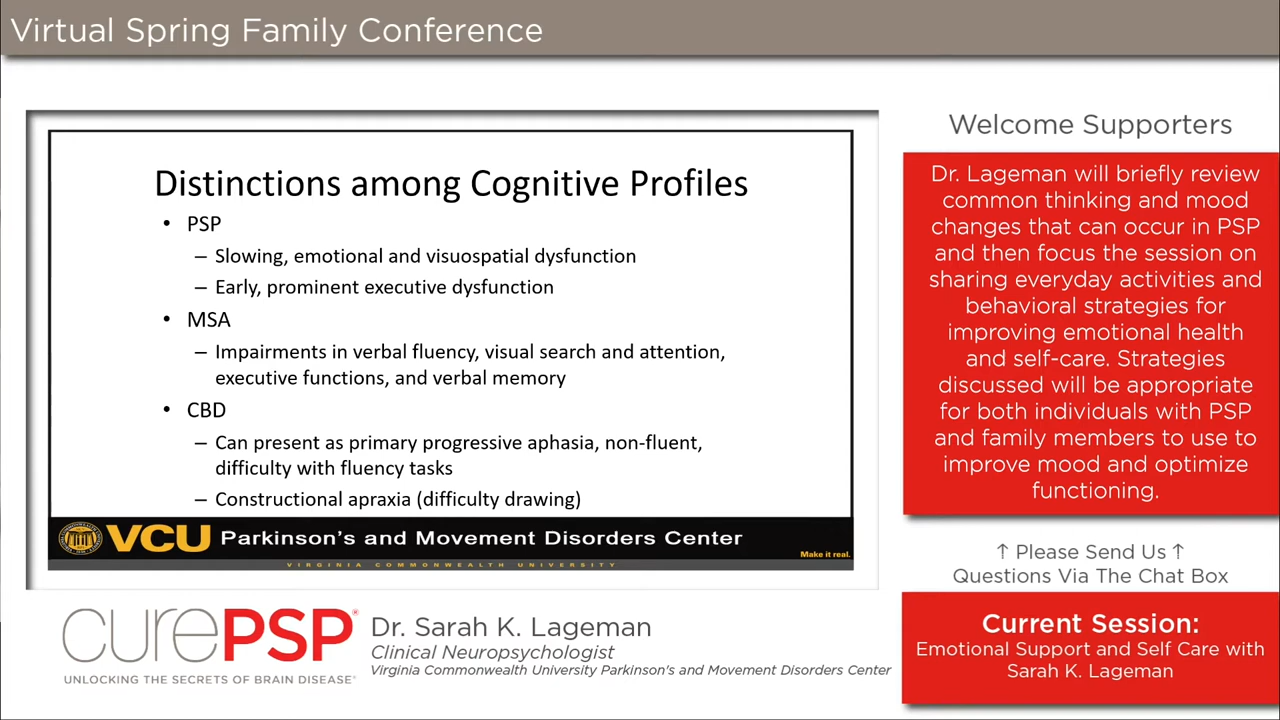 Virtual Spring Family Conference
Distinctions among Cognitive Profiles
• PSP
– Slowing, emotional and visuospatial dysfunction
– Early, prominent executive dysfunction
• MSA
– Impairments in verbal fluency, visual search and attention,
executive functions, and verbal memory
• CBD
– Can present as primary progressive aphasia, non-fluent,
difficulty with fluency tasks
– Constructional apraxia (difficulty drawing)
VCU Parkinson's and Movement Disorders Center
Make it real.
VIRGINIA COMMONWEALTH UNIVERSITY
curePSP®
UNLOCKING THE SECRETS OF BRAIN DISEASE®
Dr. Sarah K. Lageman
Clinical Neuropsychologist
Virginia Commonwealth University Parkinson's and Movement Disorders Center
Welcome Supporters
Dr. Lageman will briefly review
common thinking and mood
changes that can occur in PSP
and then focus the session on
sharing everyday activities and
behavioral strategies for
improving emotional health
and self-care. Strategies
discussed will be appropriate
for both individuals with PSP
and family members to use to
improve mood and optimize
functioning.
↑ Please Send Us ↑
Questions Via The Chat Box
Current Session:
Emotional Support and Self Care with
Sarah K. Lageman